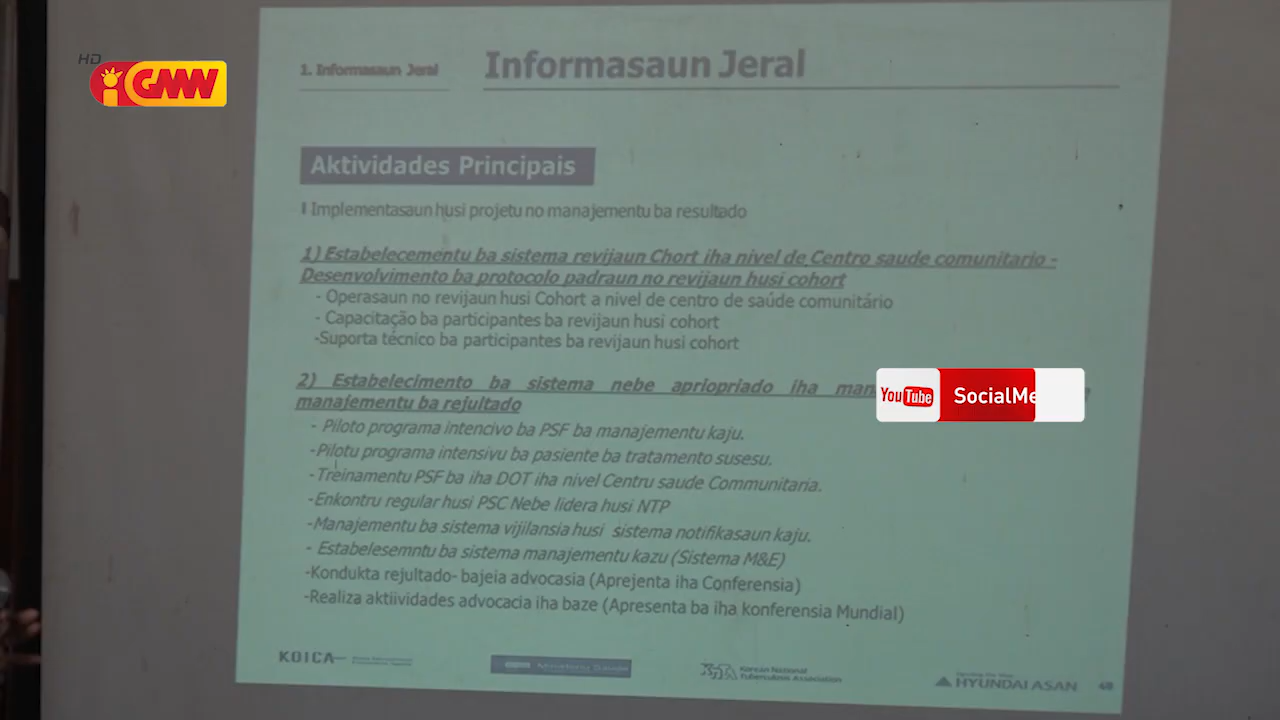 HD
GMN
1. Informasaun Jeral
Informasaun Jeral
Aktividades Principais
Implementasaun husi projetu no manajementu ba resultado
1) Estabelecementu ba sistema revijaun Chort iha nivel de Centro saude comunitario -
Desenvolvimento ba protocolo padraun no revijaun husi cohort
- Operasaun no revijaun husi Cohort a nivel de centro de saúde comunitário
- Capacitação ba participantes ba revijaun husi cohort
-Suporta técnico ba participantes ba revijaun husi cohort
2) Estabelecimento ba sistema nebe apriopriado iha
manajementu ba rejultado
YouTube SocialMe
- Piloto programa intencivo ba PSF ba manajementu kaju.
-Pilotu programa intensivu ba pasiente ba tratamento susesu.
-Treinamentu PSF ba iha DOT iha nivel Centru saude Communitaria.
-Enkontru regular husi PSC Nebe lidera husi NTP
-Manajementu ba sistema vijilansia husi sistema notifikasaun kaju.
- Estabelesemntu ba sistema manajementu kazu (Sistema M&E)
-Kondukta rejultado- bajeia advocasia (Aprejenta iha Conferensia)
-Realiza aktiividades advocacia iha baze (Apresenta ba iha konferensia Mundial)
KOICA
Korean National
Tuberculosis Association
HYUNDAI ASAN
48